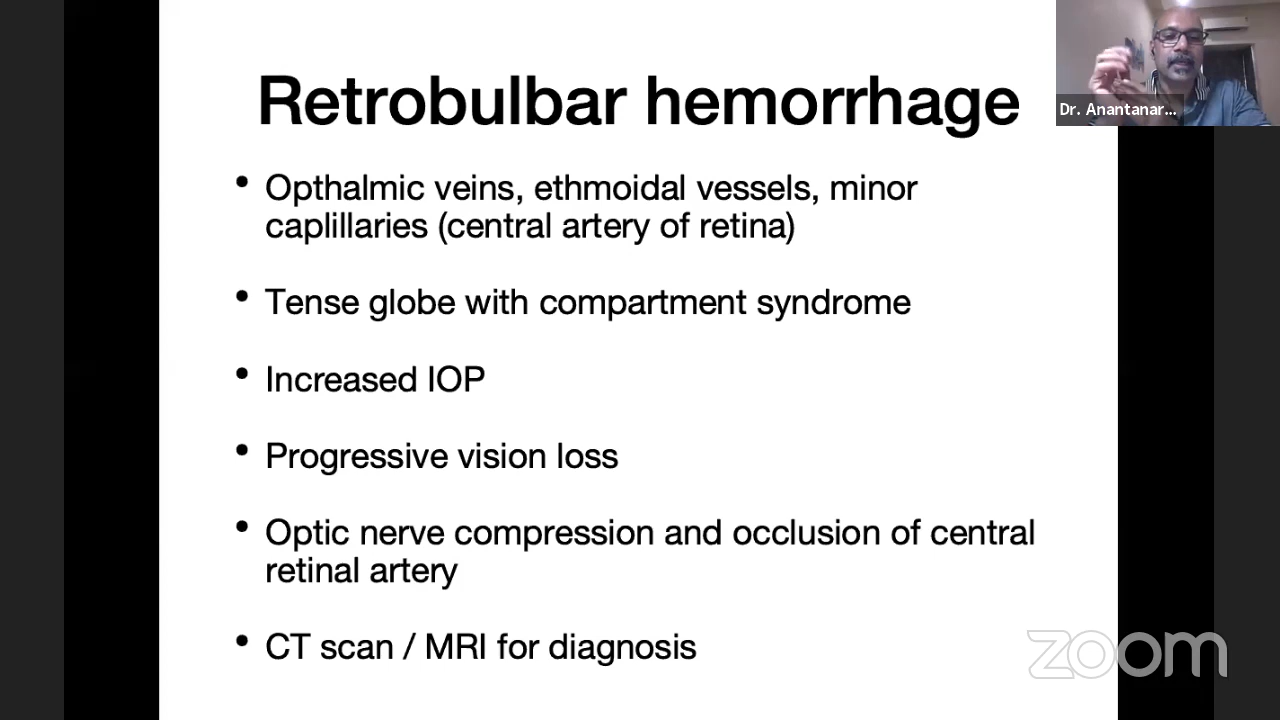 Retrobulbar hemorrhage
Dr. Anantanar...
• Opthalmic veins, ethmoidal vessels, minor
caplillaries (central artery of retina)
• Tense globe with compartment syndrome
• Increased IOP
• Progressive vision loss
• Optic nerve compression and occlusion of central
retinal artery
• CT scan / MRI for diagnosis
zoom